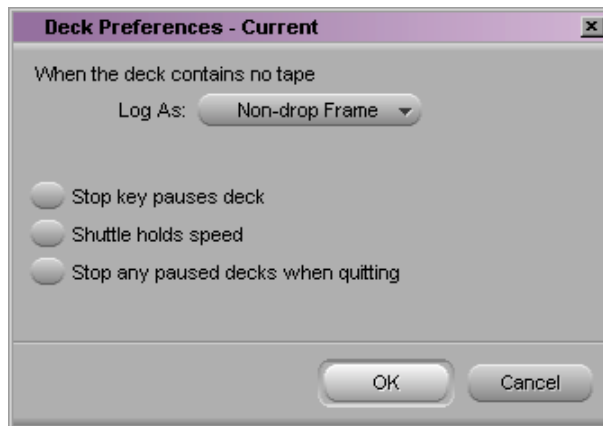 Deck Preferences - Current
When the deck contains no tape
Log As: Non-drop Frame
Stop key pauses deck
Shuttle holds speed
Stop any paused decks when quitting
OK Cancel